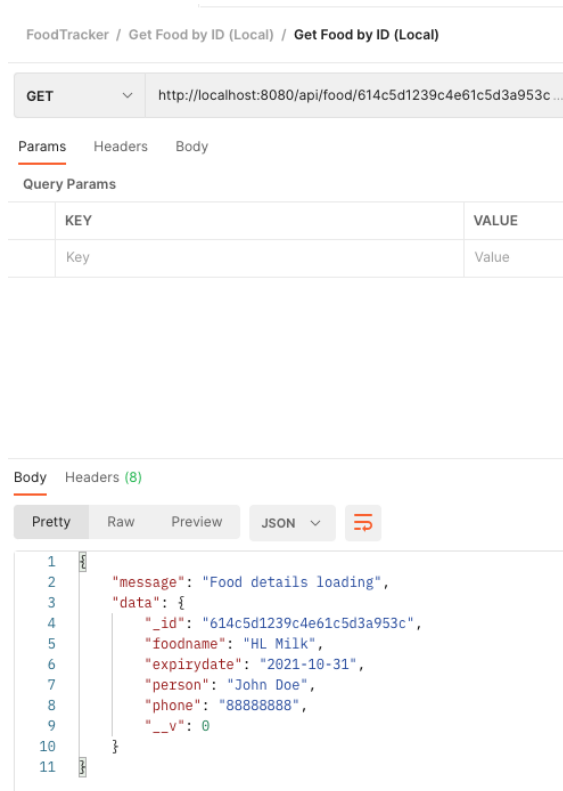 FoodTracker / Get Food by ID (Local) / Get Food by ID (Local)
GET http://localhost:8080/api/food/614c5d1239c4e61c5d3a953c ...
Params Headers Body
Query Params
KEY VALUE
Key Value
Body Headers (8)
Pretty Raw Preview JSON
1 {
2 "message": "Food details loading",
3 "data": {
4 "_id": "614c5d1239c4e61c5d3a953c",
5 "foodname": "HL Milk",
6 "expirydate": "2021-10-31",
7 "person": "John Doe",
8 "phone": "88888888",
9 "__v": 0
10 }
11 }